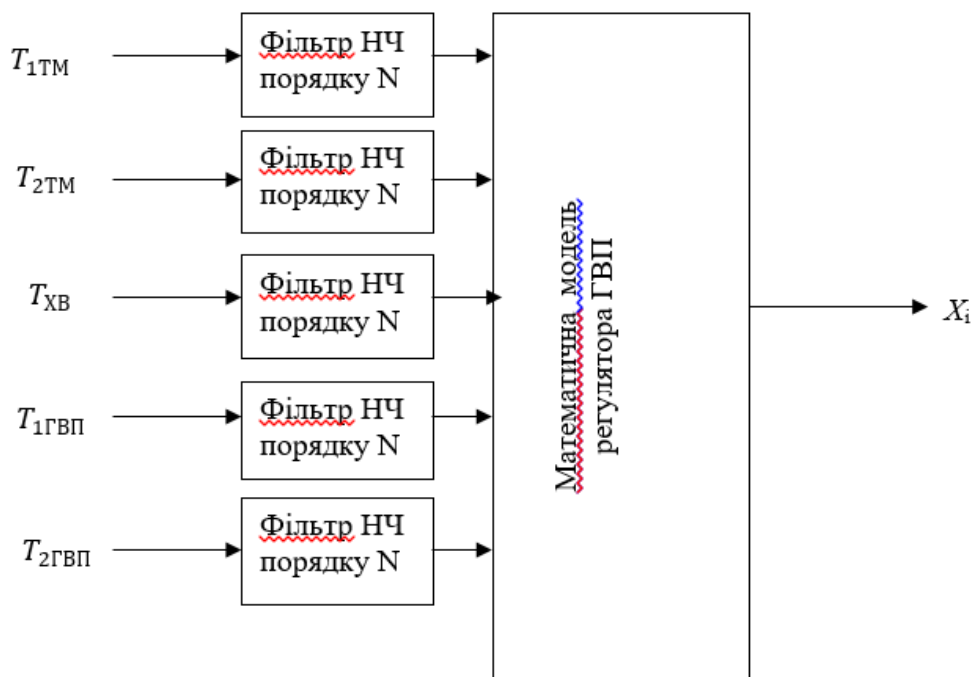 T1ТМ
Фільтр НЧ
порядку N
T2ТМ
Фільтр НЧ
порядку N
TХВ
Фільтр НЧ
порядку N
T1ГВП
Фільтр НЧ
порядку N
T2ГВП
Фільтр НЧ
порядку N
Математична модель
регулятора ГВП
Xі